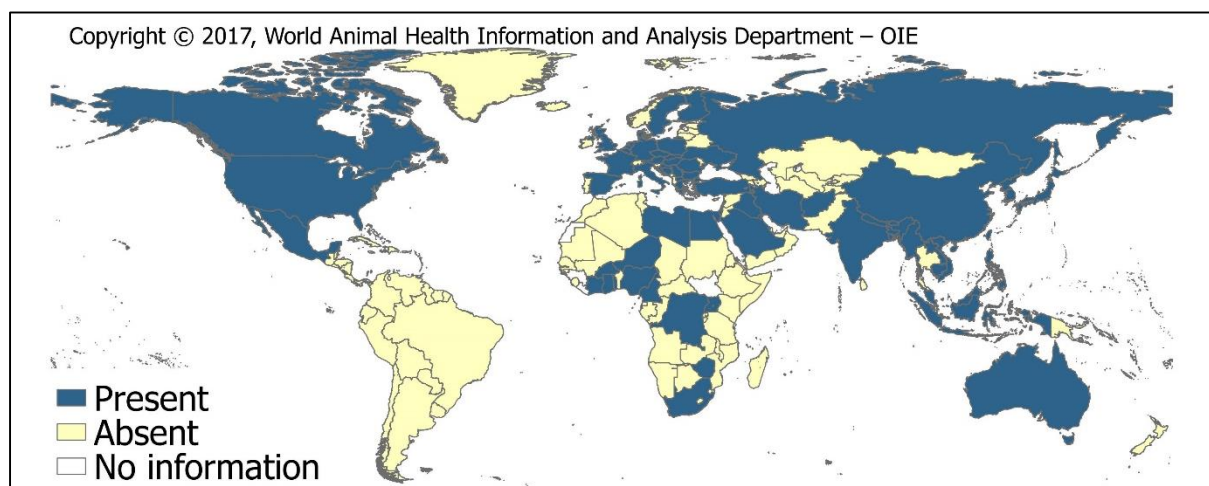 Copyright © 2017, World Animal Health Information and Analysis Department – OIE
Present
Absent
No information